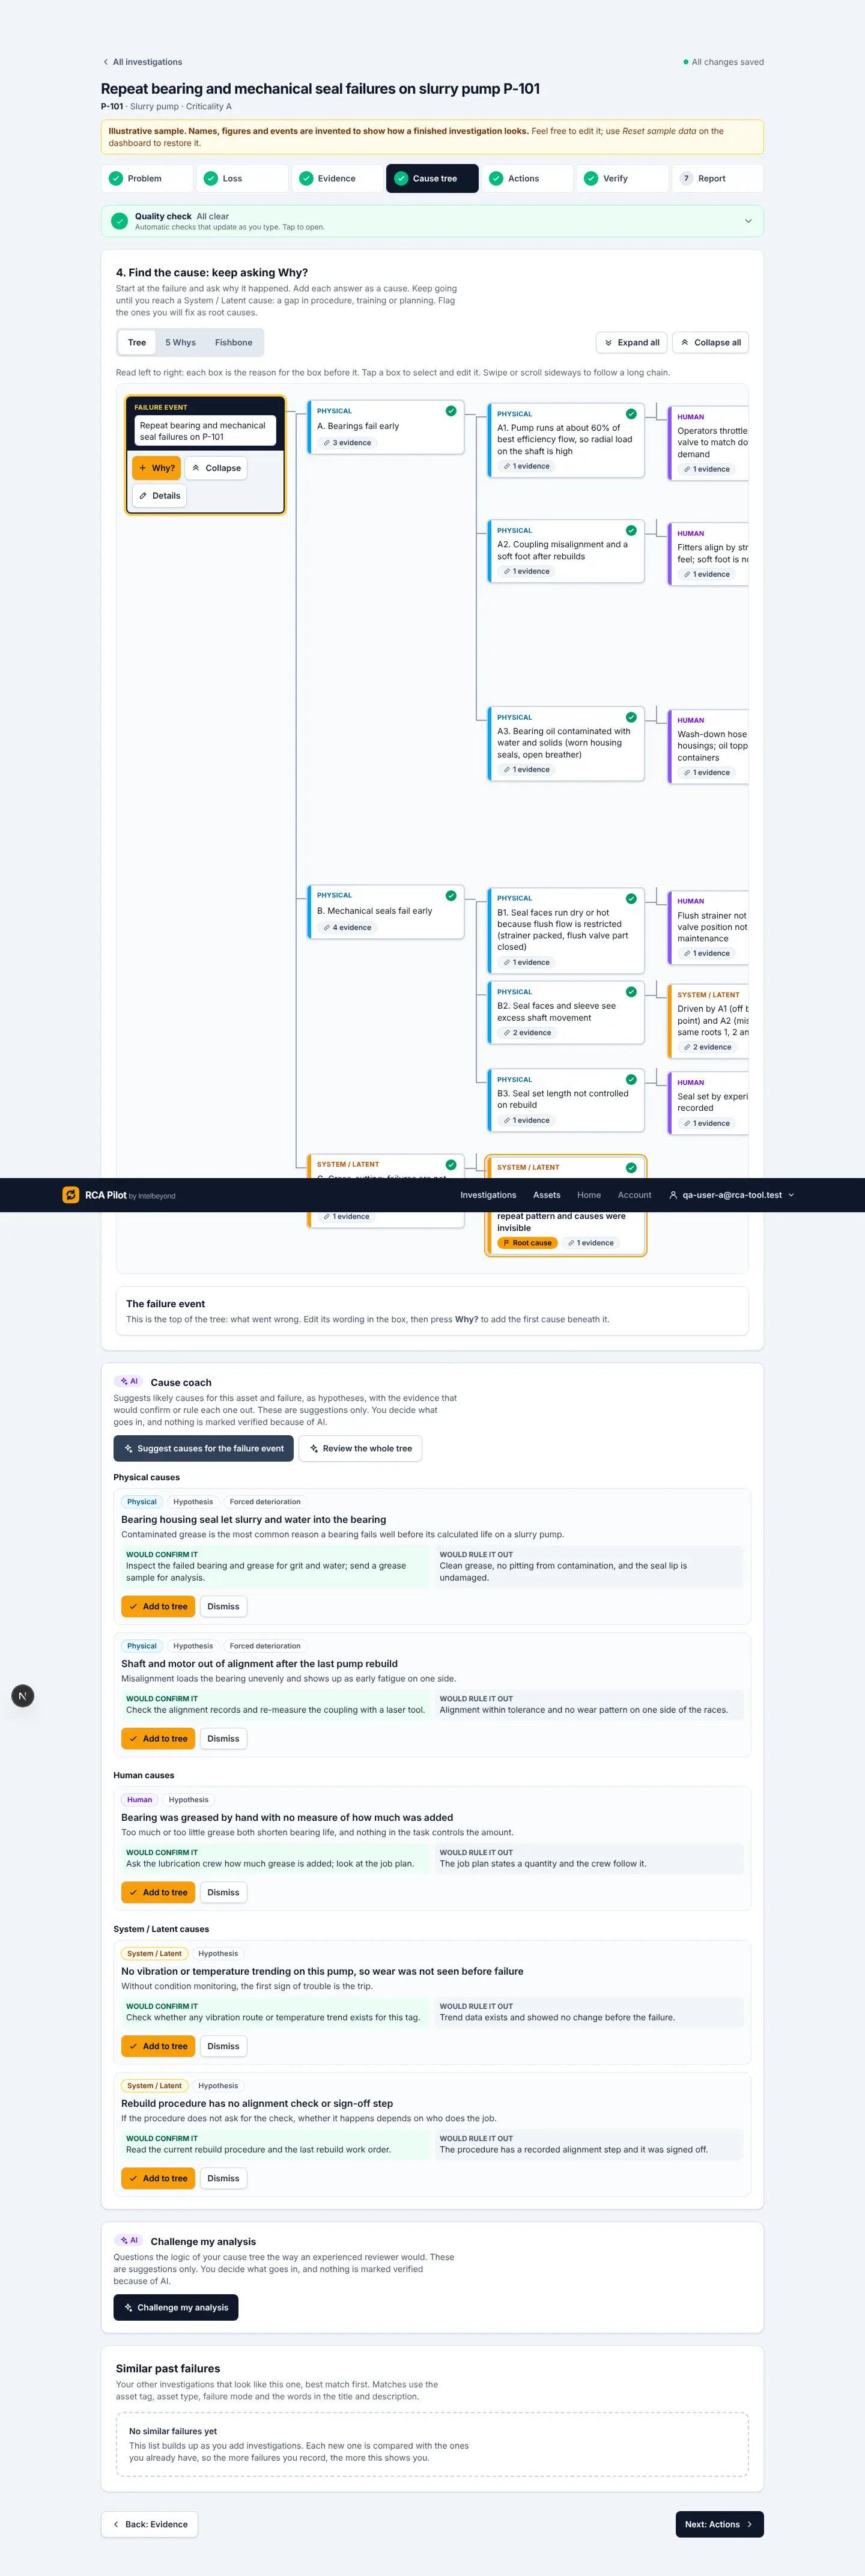 All investigations
All changes saved
Repeat bearing and mechanical seal failures on slurry pump P-101
P-101 · Slurry pump · Criticality A
Illustrative sample. Names, figures and events are invented to show how a finished investigation looks. Feel free to edit it; use Reset sample data on the
dashboard to restore it.
Problem
Loss
Evidence
Cause tree
Actions
Verify
7 Report
Quality check All clear
Automatic checks that update as you type. Tap to open.
4. Find the cause: keep asking Why?
Start at the failure and ask why it happened. Add each answer as a cause. Keep going
until you reach a System / Latent cause: a gap in procedure, training or planning. Flag
the ones you will fix as root causes.
Tree
5 Whys
Fishbone
Expand all
Collapse all
Read left to right: each box is the reason for the box before it. Tap a box to select and edit it. Swipe or scroll sideways to follow a long chain.
FAILURE EVENT
Repeat bearing and mechanical
seal failures on P-101
Why?
Collapse
Details
PHYSICAL
A. Bearings fail early
3 evidence
PHYSICAL
A1. Pump runs at about 60% of
best efficiency flow, so radial load
on the shaft is high
1 evidence
HUMAN
Operators throttle
valve to match do
demand
1 evidence
PHYSICAL
A2. Coupling misalignment and a
soft foot after rebuilds
1 evidence
HUMAN
Fitters align by str
feel; soft foot is no
1 evidence
PHYSICAL
A3. Bearing oil contaminated with
water and solids (worn housing
seals, open breather)
1 evidence
HUMAN
Wash-down hose
housings; oil topp
containers
1 evidence
PHYSICAL
B. Mechanical seals fail early
4 evidence
PHYSICAL
B1. Seal faces run dry or hot
because flush flow is restricted
(strainer packed, flush valve part
closed)
1 evidence
HUMAN
Flush strainer not
valve position not
maintenance
1 evidence
PHYSICAL
B2. Seal faces and sleeve see
excess shaft movement
2 evidence
SYSTEM / LATENT
Driven by A1 (off b
point) and A2 (mis
same roots 1, 2 an
2 evidence
PHYSICAL
B3. Seal set length not controlled
on rebuild
1 evidence
HUMAN
Seal set by experi
recorded
1 evidence
SYSTEM / LATENT
1 evidence
SYSTEM / LATENT
RCA Pilot by Intelbeyond
Investigations
Assets
Home
Account
qa-user-a@rca-tool.test
repeat pattern and causes were
invisible
Root cause
1 evidence
The failure event
This is the top of the tree: what went wrong. Edit its wording in the box, then press Why? to add the first cause beneath it.
AI Cause coach
Suggests likely causes for this asset and failure, as hypotheses, with the evidence that
would confirm or rule each one out. These are suggestions only. You decide what
goes in, and nothing is marked verified because of AI.
Suggest causes for the failure event
Review the whole tree
Physical causes
Physical Hypothesis Forced deterioration
Bearing housing seal let slurry and water into the bearing
Contaminated grease is the most common reason a bearing fails well before its calculated life on a slurry pump.
WOULD CONFIRM IT
Inspect the failed bearing and grease for grit and water; send a grease
sample for analysis.
WOULD RULE IT OUT
Clean grease, no pitting from contamination, and the seal lip is
undamaged.
Add to tree
Dismiss
Physical Hypothesis Forced deterioration
Shaft and motor out of alignment after the last pump rebuild
Misalignment loads the bearing unevenly and shows up as early fatigue on one side.
WOULD CONFIRM IT
Check the alignment records and re-measure the coupling with a laser tool.
WOULD RULE IT OUT
Alignment within tolerance and no wear pattern on one side of the races.
Add to tree
Dismiss
N
Human causes
Human Hypothesis
Bearing was greased by hand with no measure of how much was added
Too much or too little grease both shorten bearing life, and nothing in the task controls the amount.
WOULD CONFIRM IT
Ask the lubrication crew how much grease is added; look at the job plan.
WOULD RULE IT OUT
The job plan states a quantity and the crew follow it.
Add to tree
Dismiss
System / Latent causes
System / Latent Hypothesis
No vibration or temperature trending on this pump, so wear was not seen before failure
Without condition monitoring, the first sign of trouble is the trip.
WOULD CONFIRM IT
Check whether any vibration route or temperature trend exists for this tag.
WOULD RULE IT OUT
Trend data exists and showed no change before the failure.
Add to tree
Dismiss
System / Latent Hypothesis
Rebuild procedure has no alignment check or sign-off step
If the procedure does not ask for the check, whether it happens depends on who does the job.
WOULD CONFIRM IT
Read the current rebuild procedure and the last rebuild work order.
WOULD RULE IT OUT
The procedure has a recorded alignment step and it was signed off.
Add to tree
Dismiss
AI Challenge my analysis
Questions the logic of your cause tree the way an experienced reviewer would. These
are suggestions only. You decide what goes in, and nothing is marked verified
because of AI.
Challenge my analysis
Similar past failures
Your other investigations that look like this one, best match first. Matches use the
asset tag, asset type, failure mode and the words in the title and description.
No similar failures yet
This list builds up as you add investigations. Each new one is compared with the ones
you already have, so the more failures you record, the more this shows you.
Back: Evidence
Next: Actions